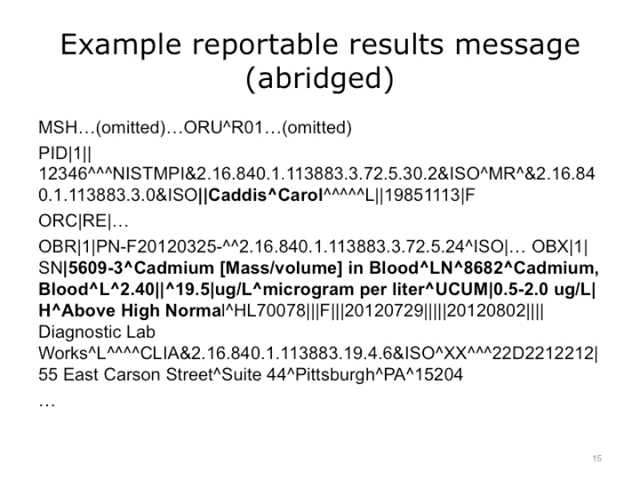 Example reportable results message
(abridged)
MSH…(omitted)…ORU^R01…(omitted)
PID|1||
12346^^^NISTMPI&2.16.840.1.113883.3.72.5.30.2&ISO^MR^&2.16.84
0.1.113883.3.0&ISO||Caddis^Carol^^^^^L||19851113|F
ORC|RE|…
OBR|1|PN-F20120325-^^2.16.840.1.113883.3.72.5.24^ISO|… OBX|1|
SN|5609-3^Cadmium [Mass/volume] in Blood^LN^8682^Cadmium,
Blood^L^2.40||^19.5|ug/L^microgram per liter^UCUM|0.5-2.0 ug/L|
H^Above High Normal^HL70078|||F|||20120729|||||20120802||||
Diagnostic Lab
Works^L^^^^CLIA&2.16.840.1.113883.19.4.6&ISO^XX^^^22D2212212|
55 East Carson Street^Suite 44^Pittsburgh^PA^15204
…
15